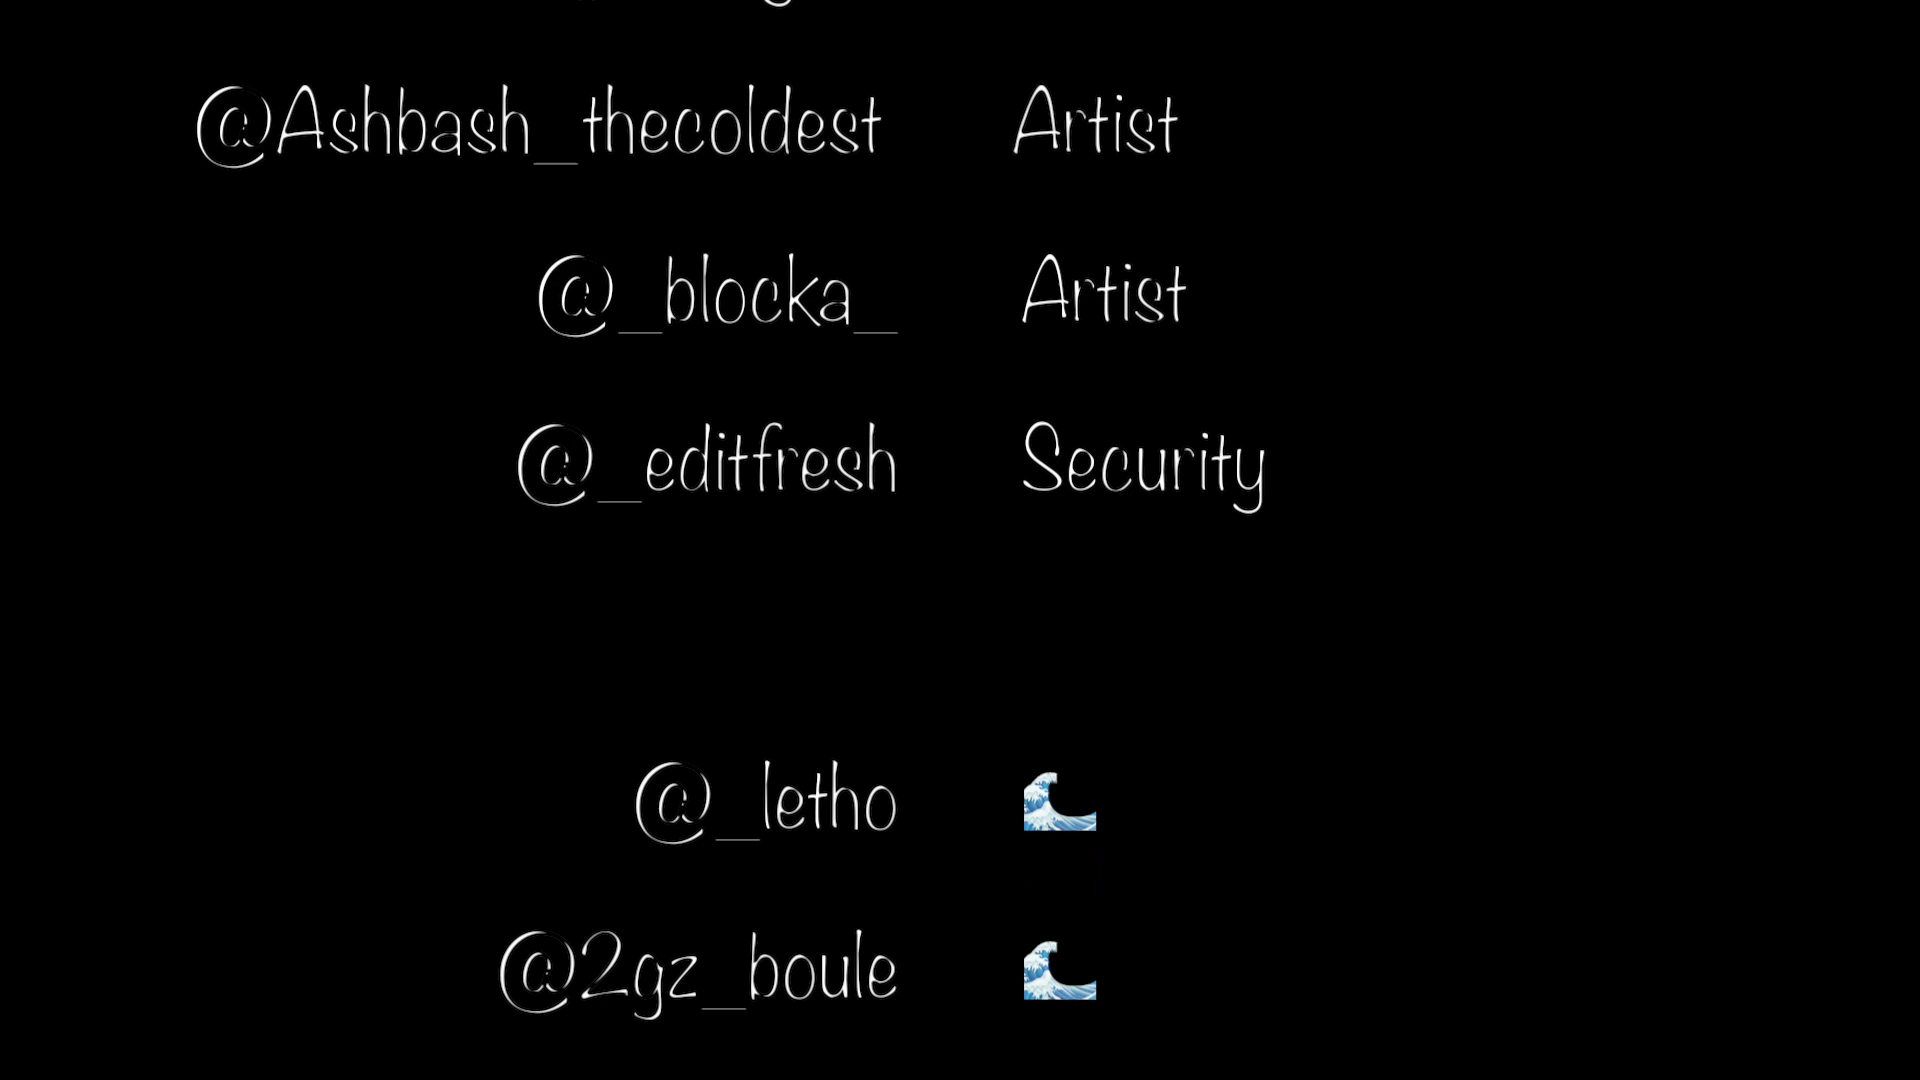 @Ashbash_thecoldest Artist
@_blocka_ Artist
@_editfresh Security
@_letho 🌊
@2gz_boule 🌊